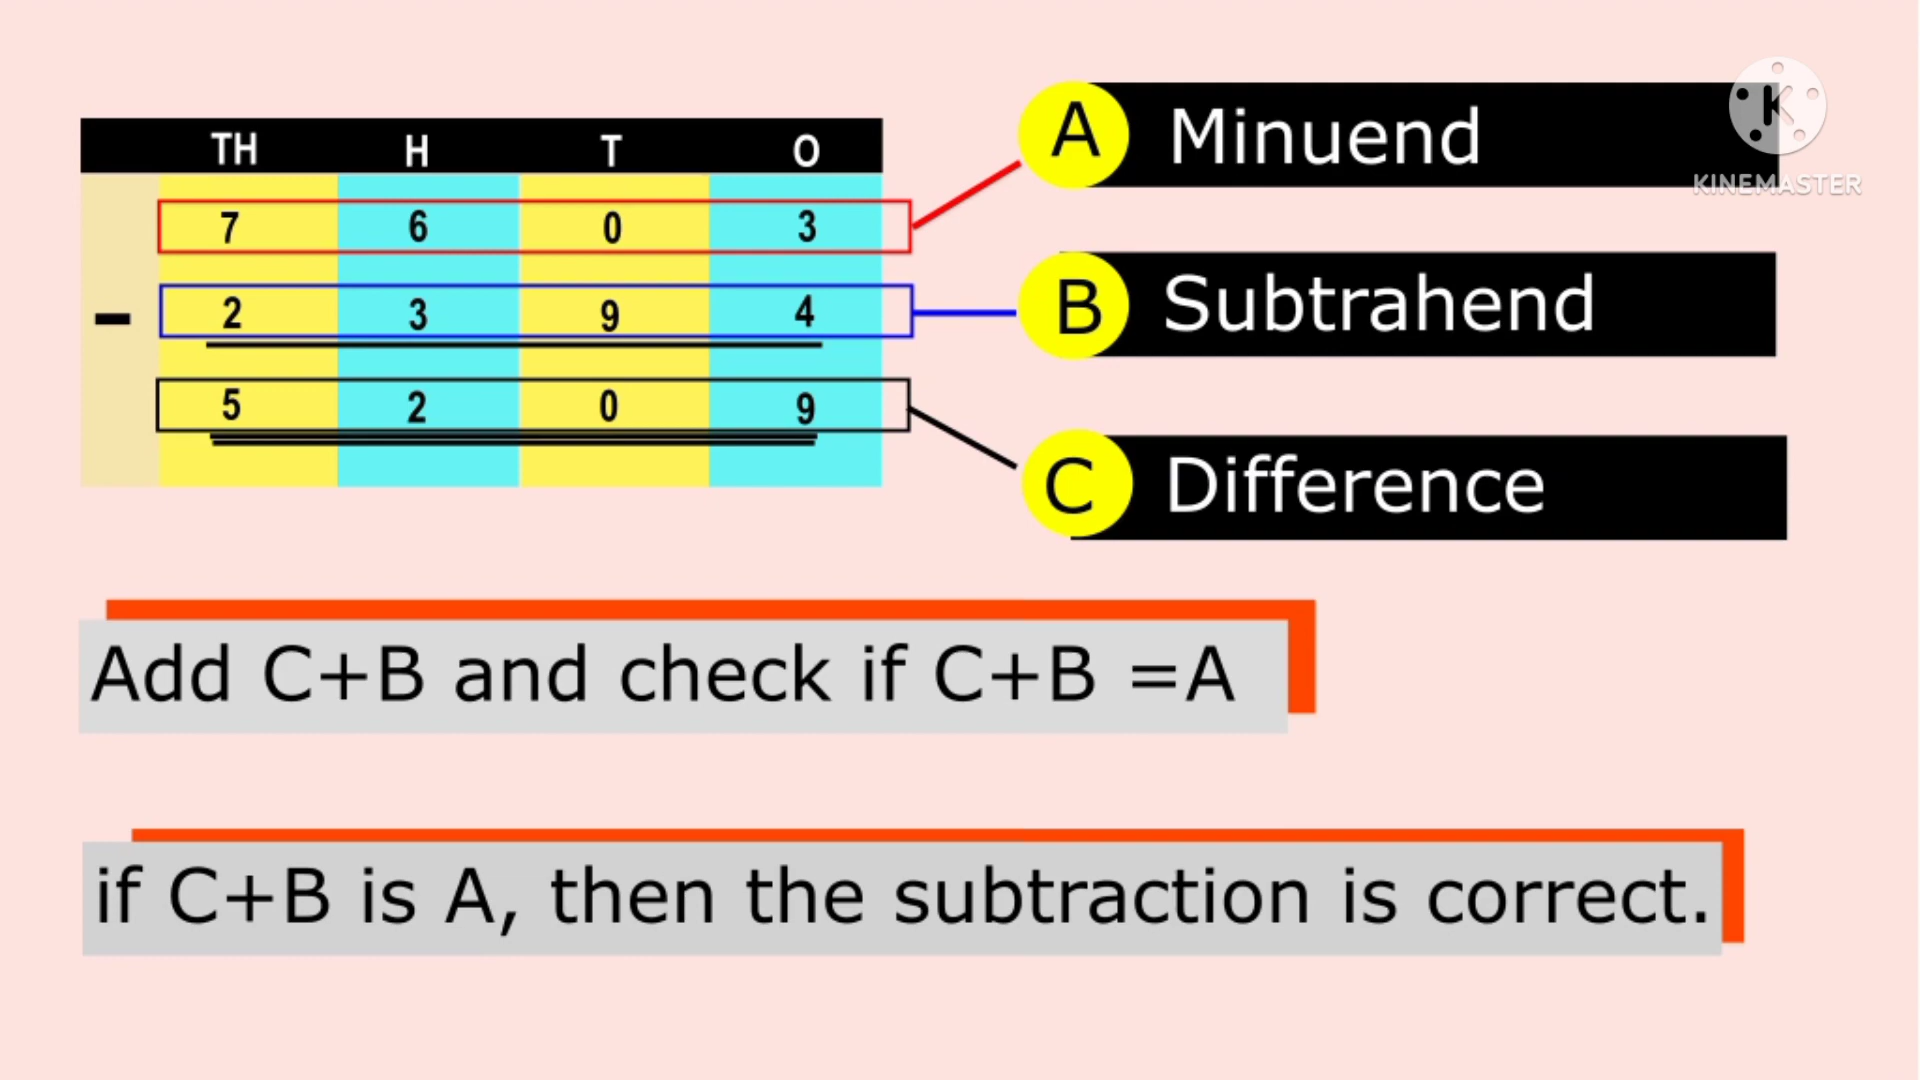 TH H T O
7 6 0 3
- 2 3 9 4
5 2 0 9
A Minuend
B Subtrahend
C Difference
K
KINEMASTER
Add C+B and check if C+B =A
if C+B is A, then the subtraction is correct.